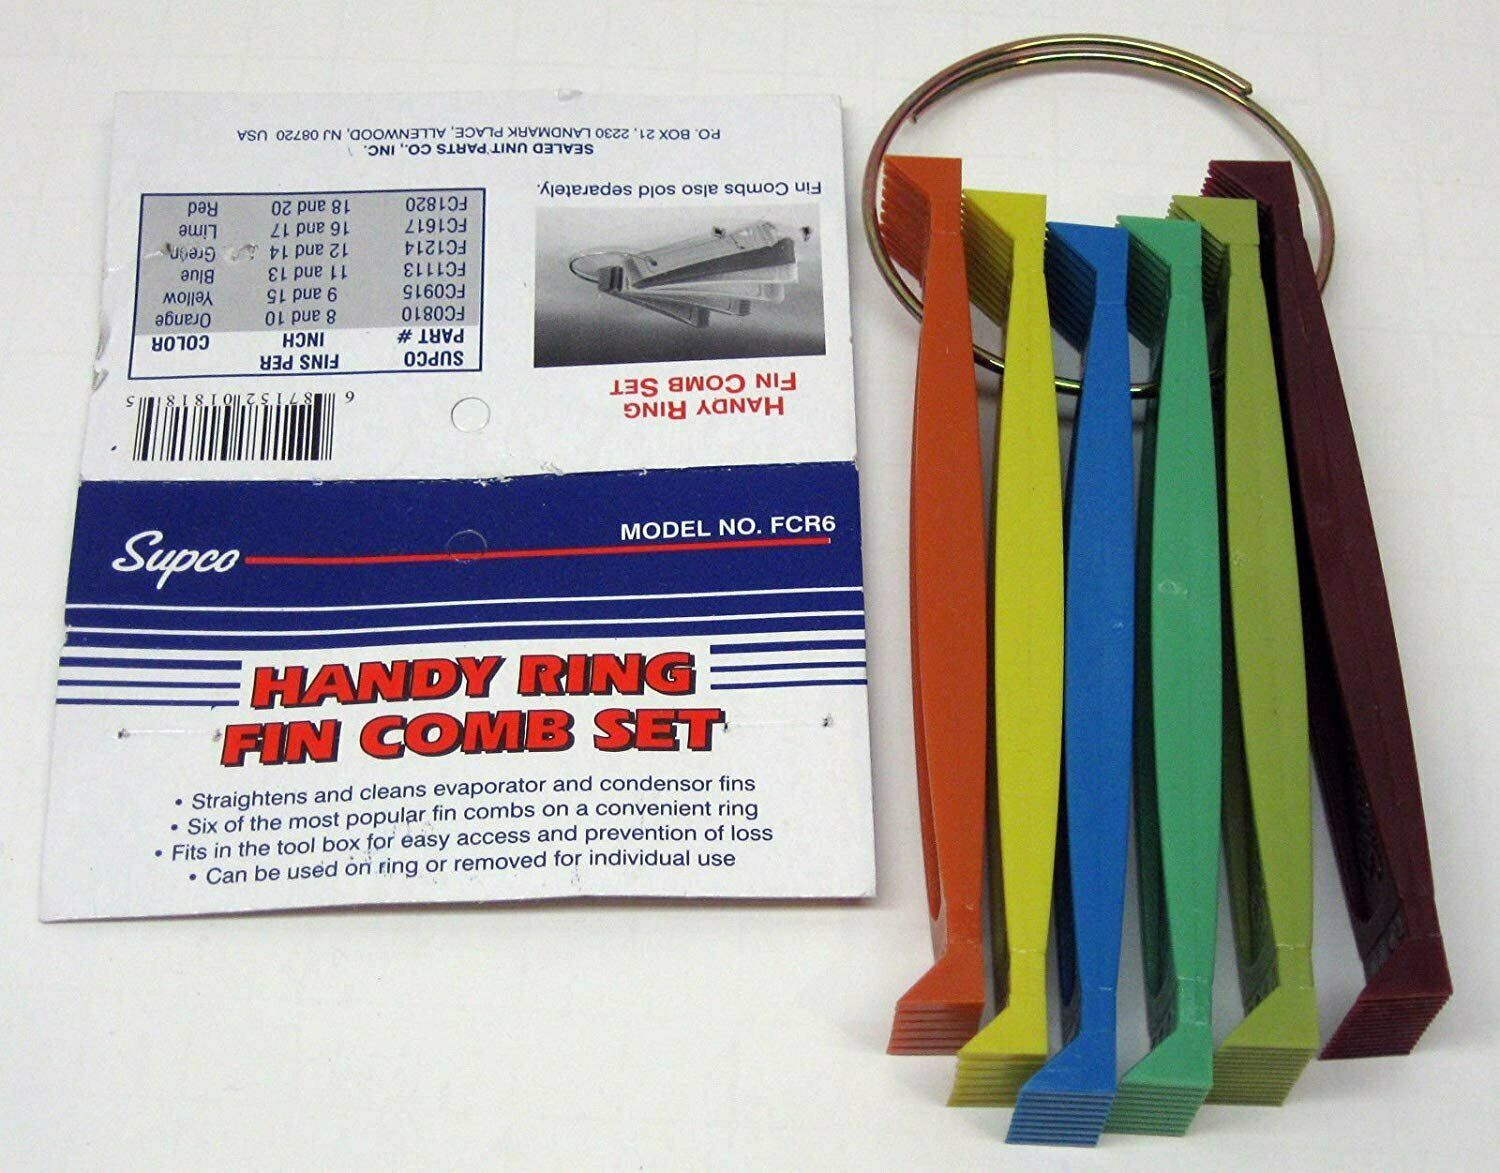 P.O. BOX 21, 2230 LANDMARK PLACE, ALLENWOOD, NJ 08720 USA
SEALED UNIT PARTS CO., INC.
Fin Combs also sold separately.
HANDY RING
FIN COMB SET
SUPCO PART # FINS PER INCH COLOR
FC0810 8 and 10 Orange
FC0915 9 and 15 Yellow
FC1113 11 and 13 Blue
FC1214 12 and 14 Green
FC1617 16 and 17 Lime
FC1820 18 and 20 Red
6 87152 01818 5
Supco
MODEL NO. FCR6
HANDY RING
FIN COMB SET
• Straightens and cleans evaporator and condensor fins
• Six of the most popular fin combs on a convenient ring
• Fits in the tool box for easy access and prevention of loss
• Can be used on ring or removed for individual use